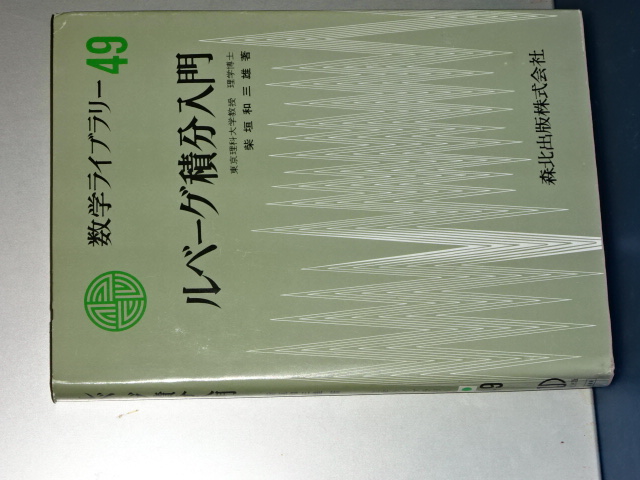 数学ライブラリー 49
ルベーグ積分入門
東京理科大学教授 理学博士
柴垣和三雄 著
森北出版株式会社